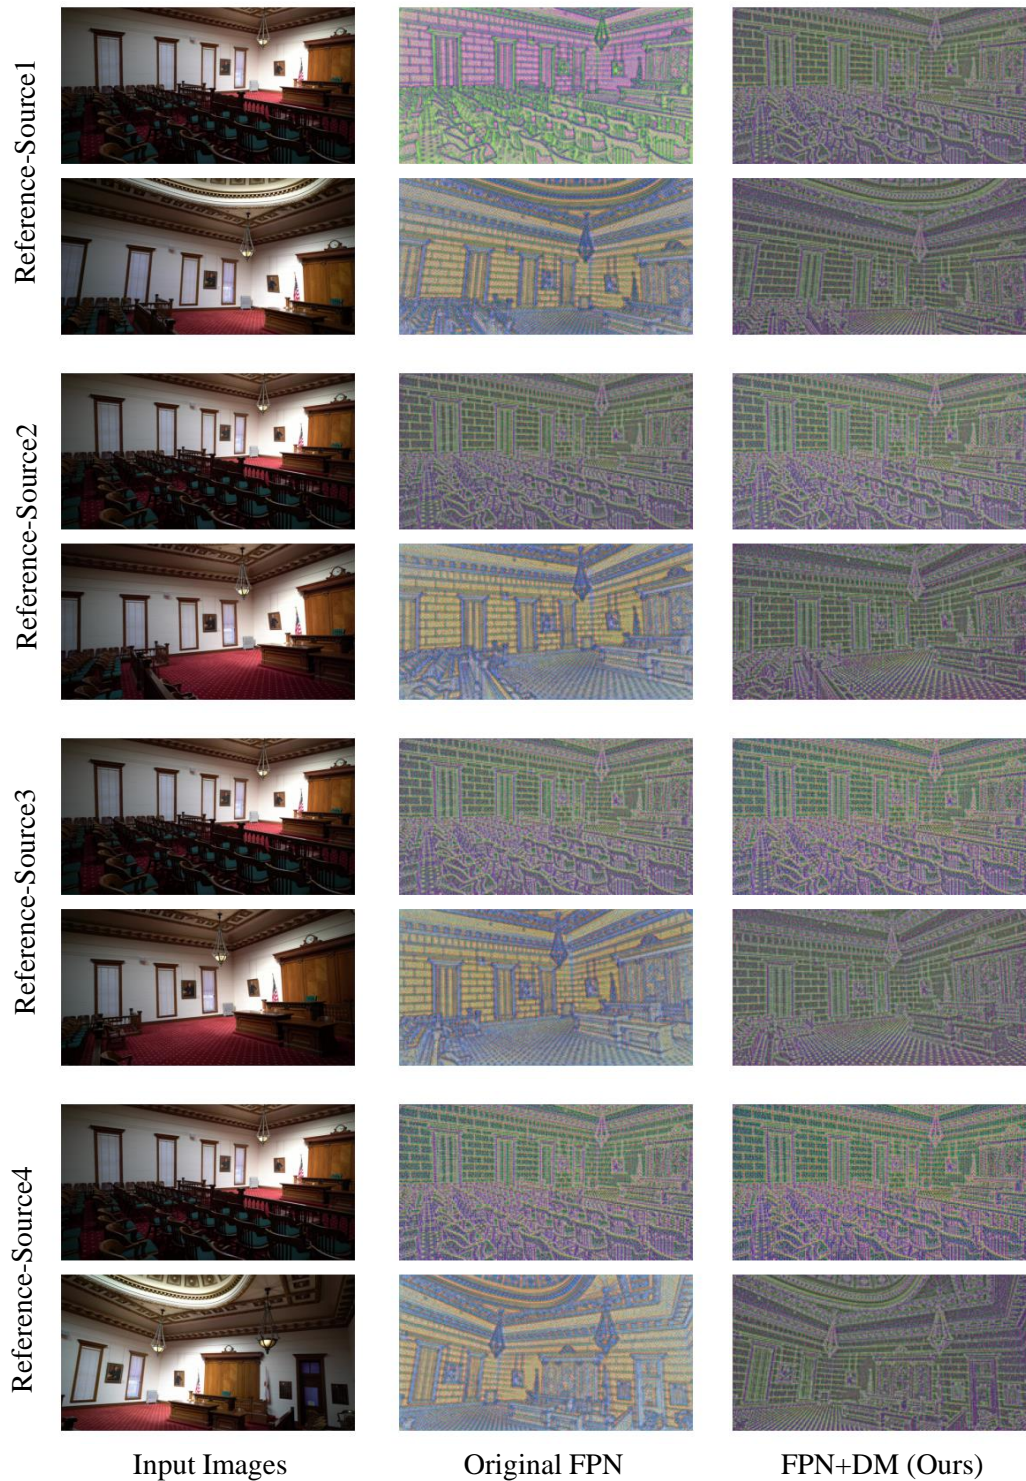 Reference-Source1
Reference-Source2
Reference-Source3
Reference-Source4
Input Images
Original FPN
FPN+DM (Ours)